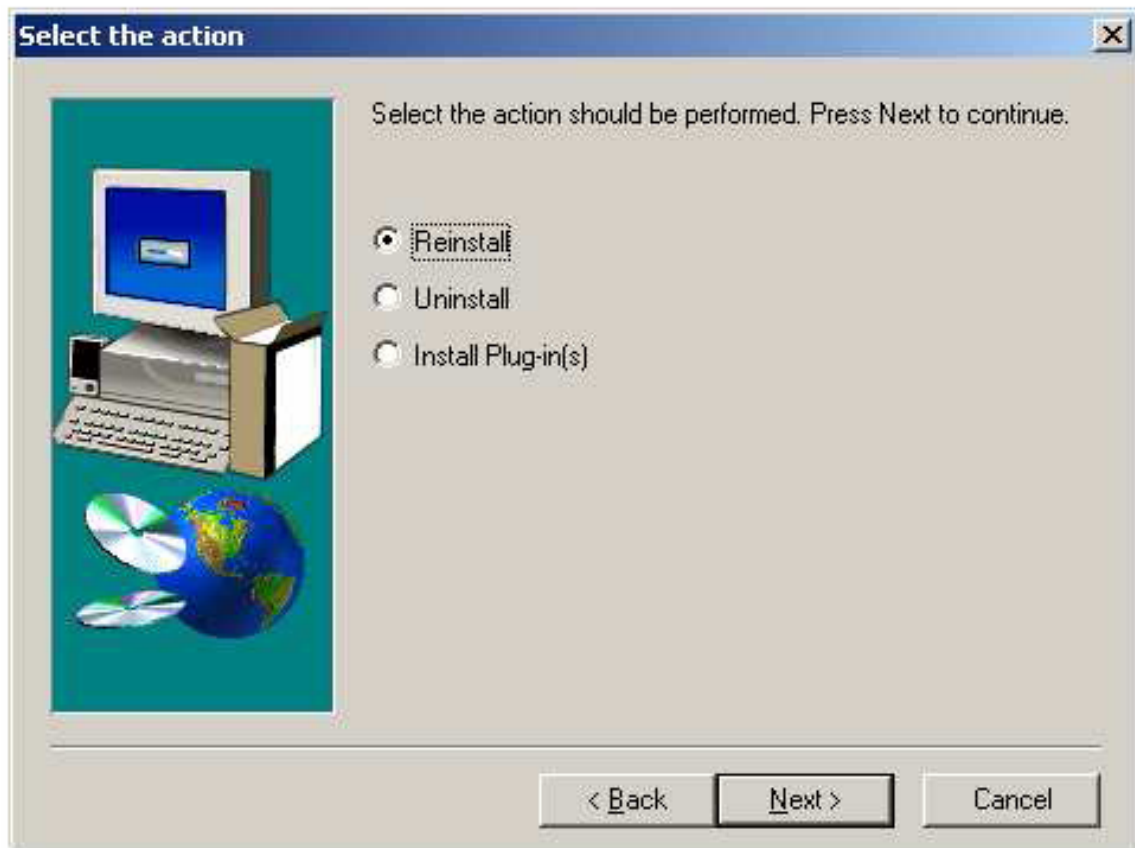 Select the action
Select the action should be performed. Press Next to continue.
Reinstall
Uninstall
Install Plug-in(s)
< Back Next > Cancel